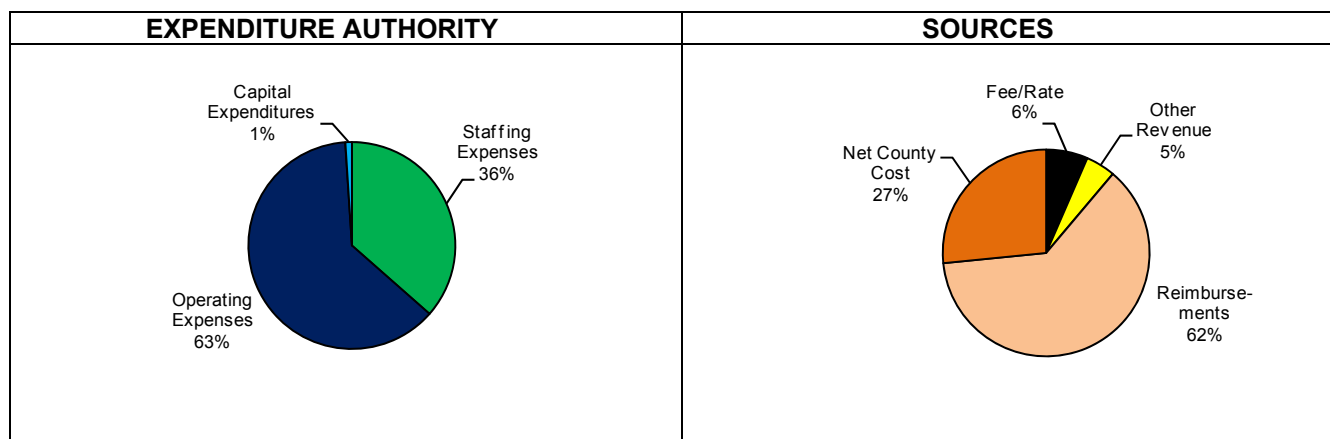 EXPENDITURE AUTHORITY
Capital
Expenditures
1%
Staffing
Expenses
36%
Operating
Expenses
63%
SOURCES
Fee/Rate
6%
Other
Revenue
5%
Net County
Cost
27%
Reimburse-
ments
62%